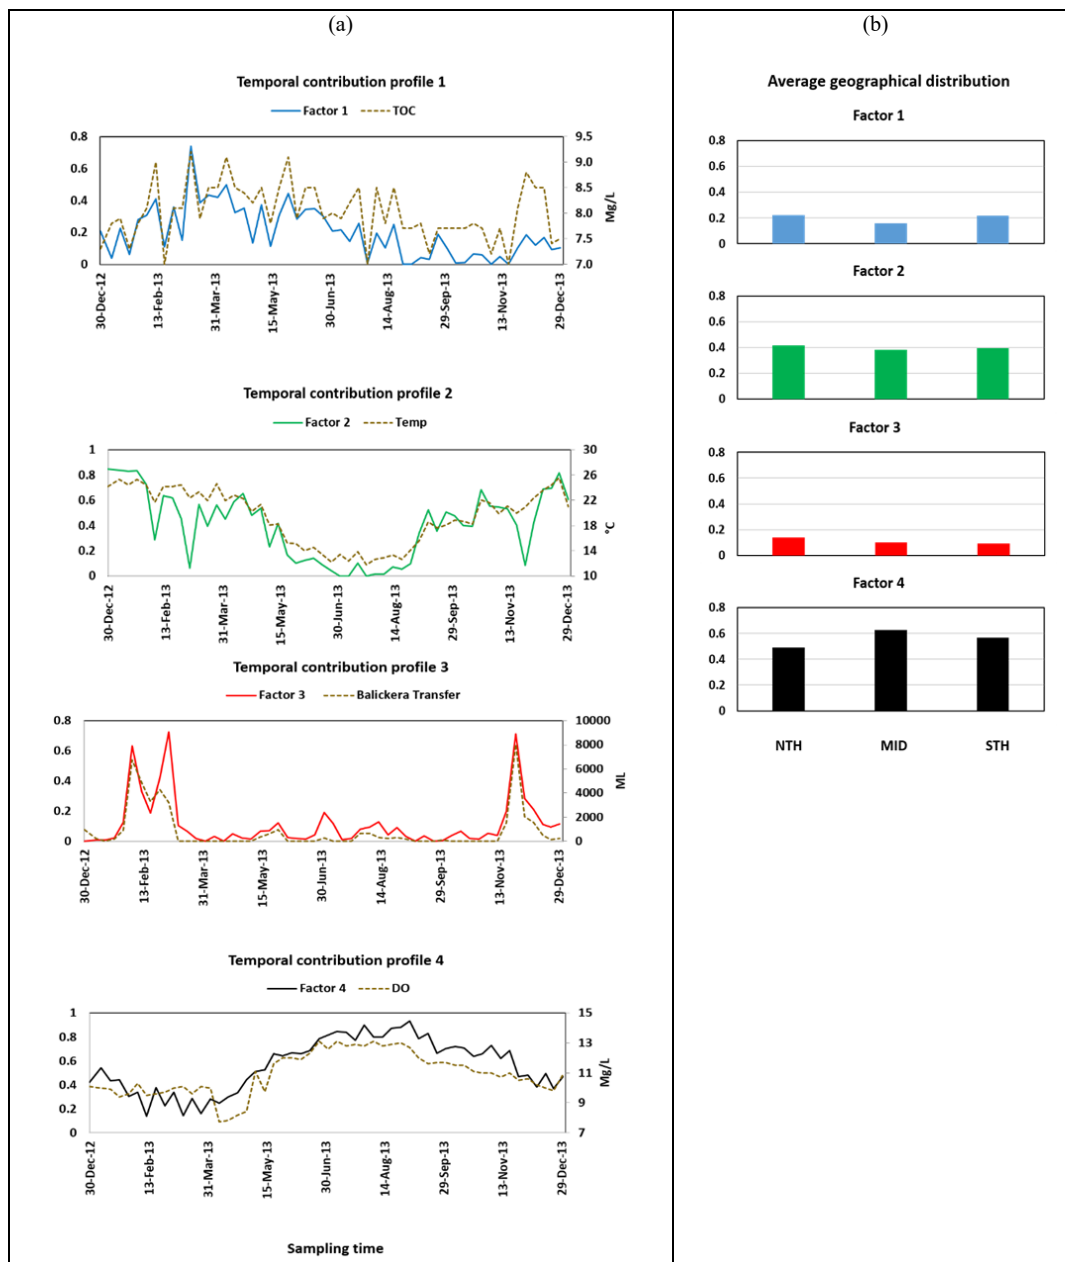 (a)
Temporal contribution profile 1
Factor 1 TOC
0.8 9.5
9.0
0.6
8.5
0.4 8.0
7.5
0.2
0 7.0
Mg/L
30-Dec-12 13-Feb-13 31-Mar-13 15-May-13 30-Jun-13 14-Aug-13 29-Sep-13 13-Nov-13 29-Dec-13
Temporal contribution profile 2
Factor 2 Temp
1 30
0.8 26
0.6 22
0.4 18
0.2 14
0 10
°C
30-Dec-12 13-Feb-13 31-Mar-13 15-May-13 30-Jun-13 14-Aug-13 29-Sep-13 13-Nov-13 29-Dec-13
Temporal contribution profile 3
Factor 3 Balickera Transfer
0.8 10000
8000
0.6
6000
0.4
4000
0.2 2000
0 0
ML
30-Dec-12 13-Feb-13 31-Mar-13 15-May-13 30-Jun-13 14-Aug-13 29-Sep-13 13-Nov-13 29-Dec-13
Temporal contribution profile 4
Factor 4 DO
1 15
0.8 13
0.6 11
0.4 9
0.2
0 7
Mg/L
30-Dec-12 13-Feb-13 31-Mar-13 15-May-13 30-Jun-13 14-Aug-13 29-Sep-13 13-Nov-13 29-Dec-13
Sampling time
(b)
Average geographical distribution
Factor 1
0.8
0.6
0.4
0.2
0
Factor 2
0.8
0.6
0.4
0.2
0
Factor 3
0.8
0.6
0.4
0.2
0
Factor 4
0.8
0.6
0.4
0.2
0
NTH MID STH